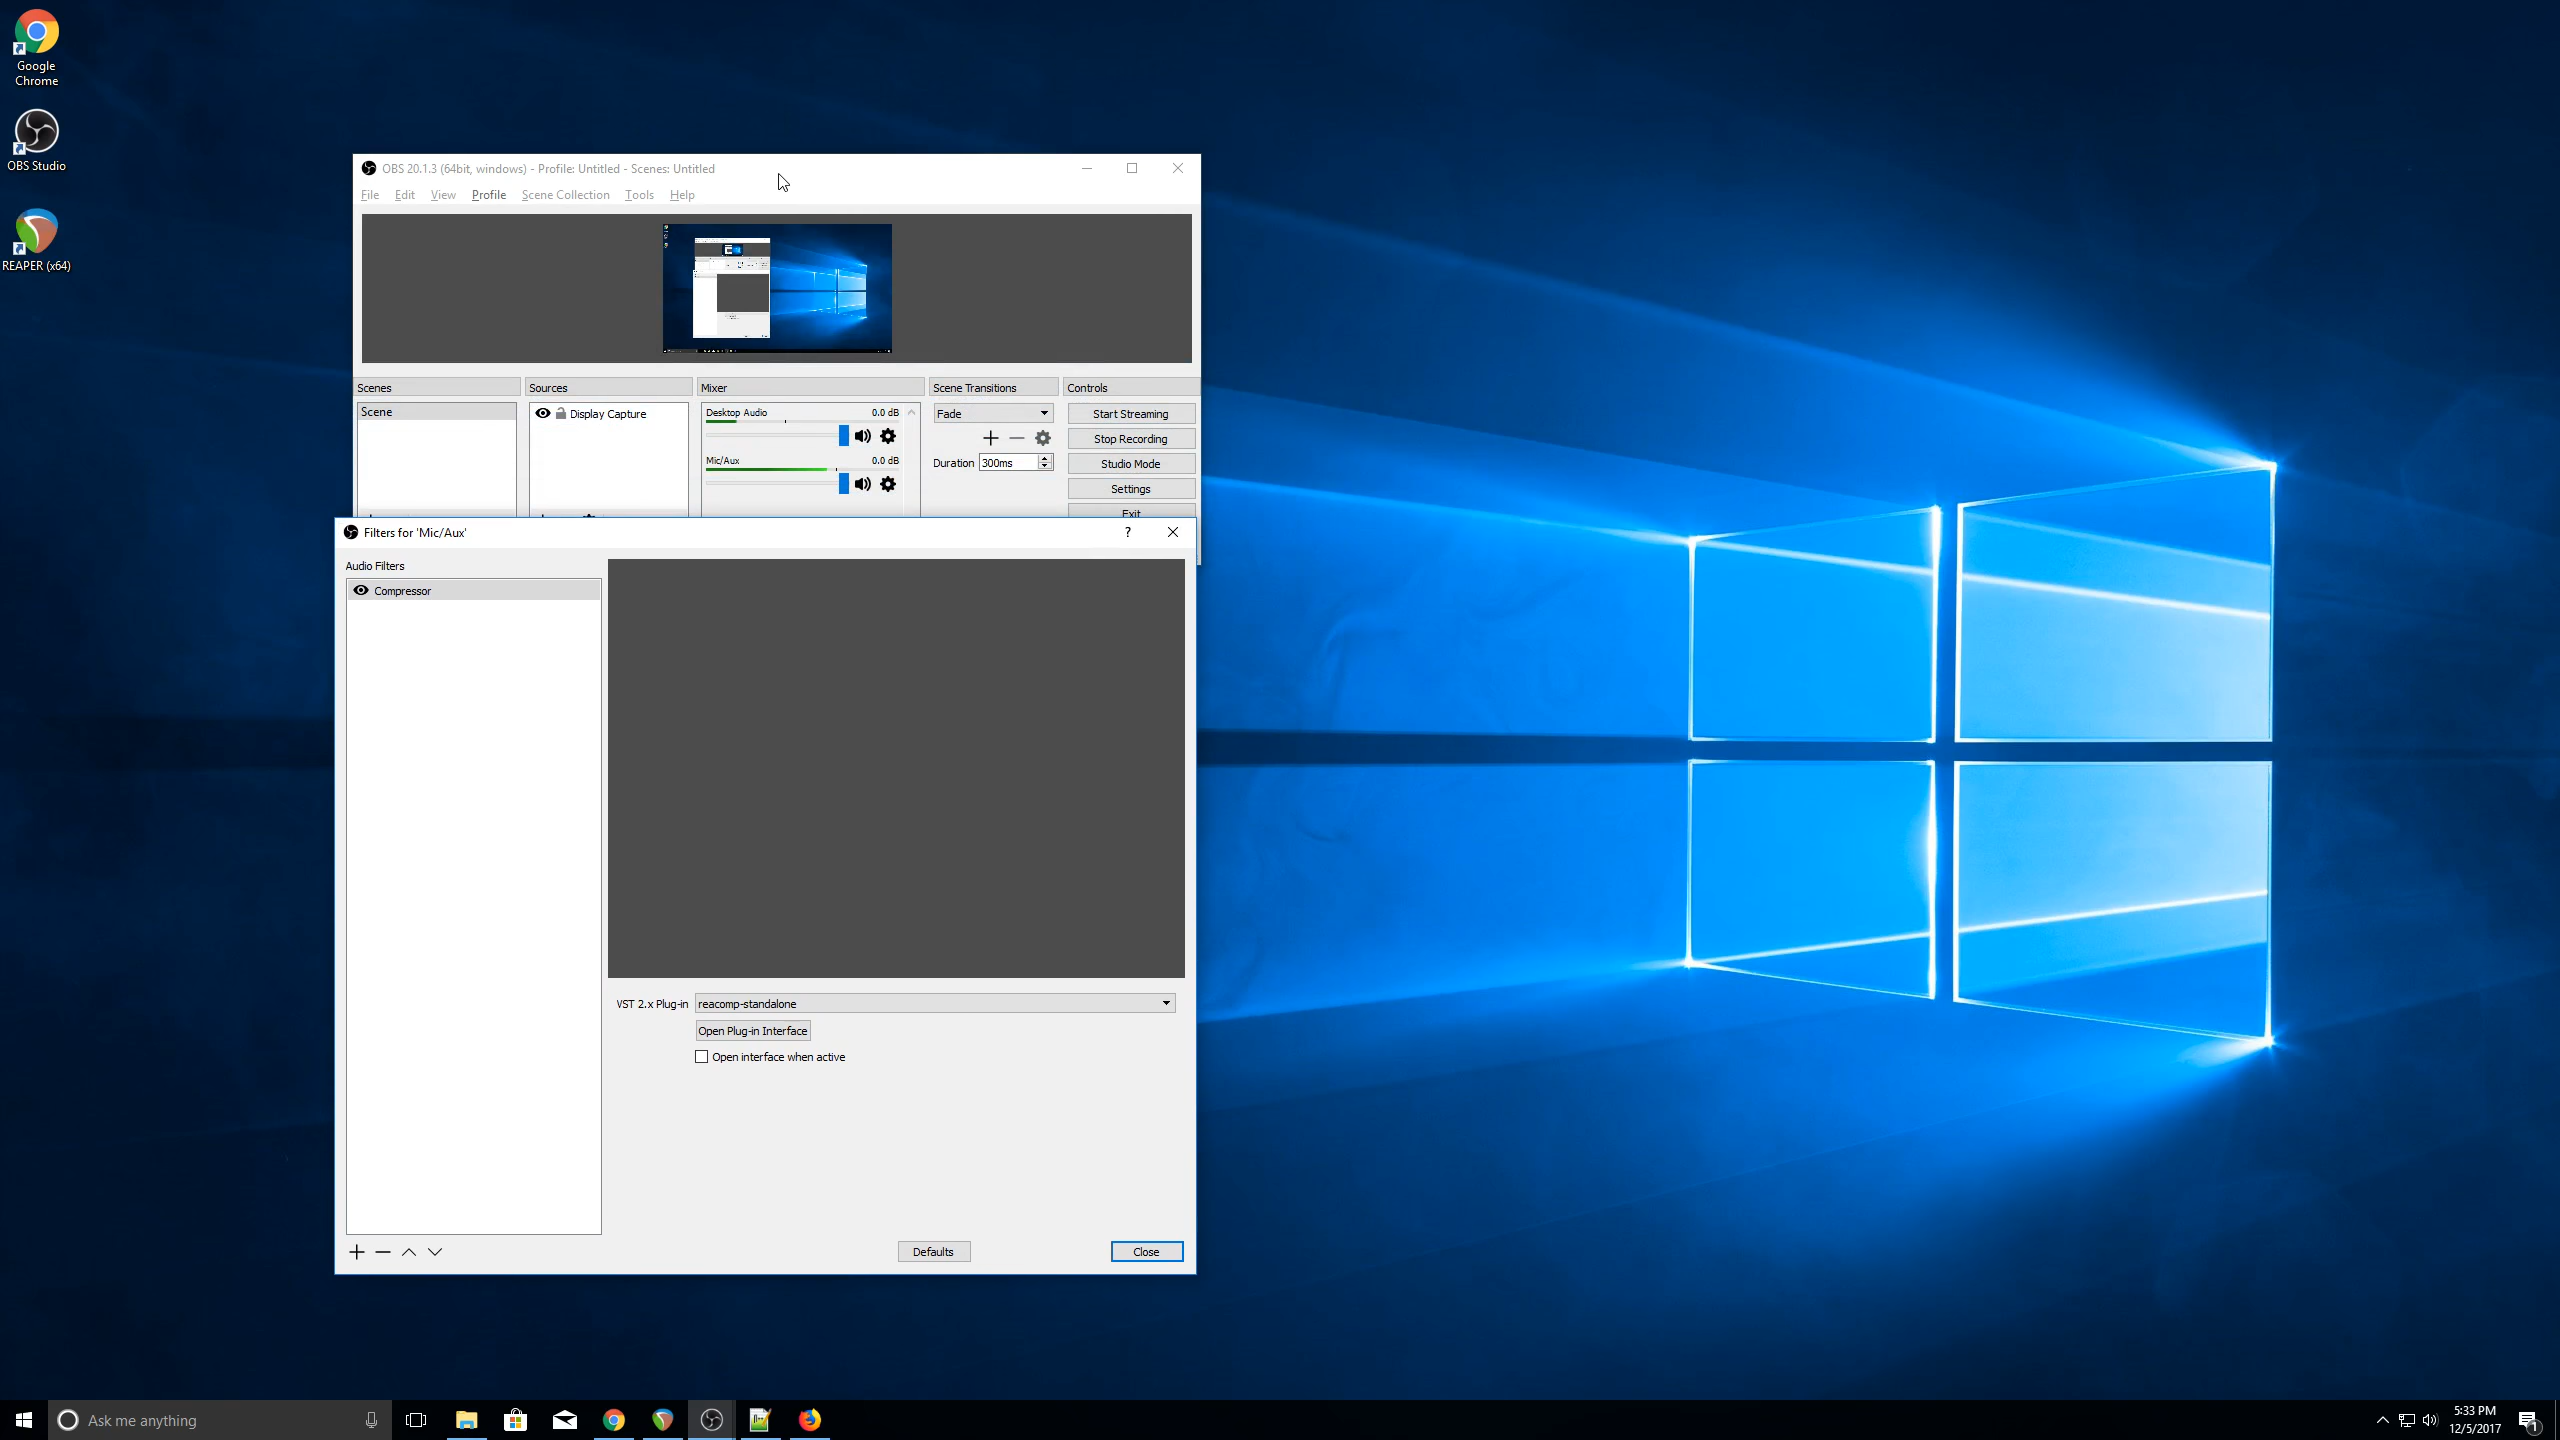 Google
Chrome
OBS Studio
REAPER (x64)
OBS 20.1.3 (64bit, windows) - Profile: Untitled - Scenes: Untitled
File Edit View Profile Scene Collection Tools Help
Scenes Sources Mixer Scene Transitions Controls
Scene Display Capture Desktop Audio 0.0 dB Fade Start Streaming
Stop Recording
Mic/Aux 0.0 dB Duration 300ms Studio Mode
Settings
Exit
Filters for 'Mic/Aux' ?
Audio Filters
Compressor
VST 2.x Plug-in reacomp-standalone
Open Plug-in Interface
Open interface when active
Defaults Close
Ask me anything
5:33 PM
12/5/2017
1